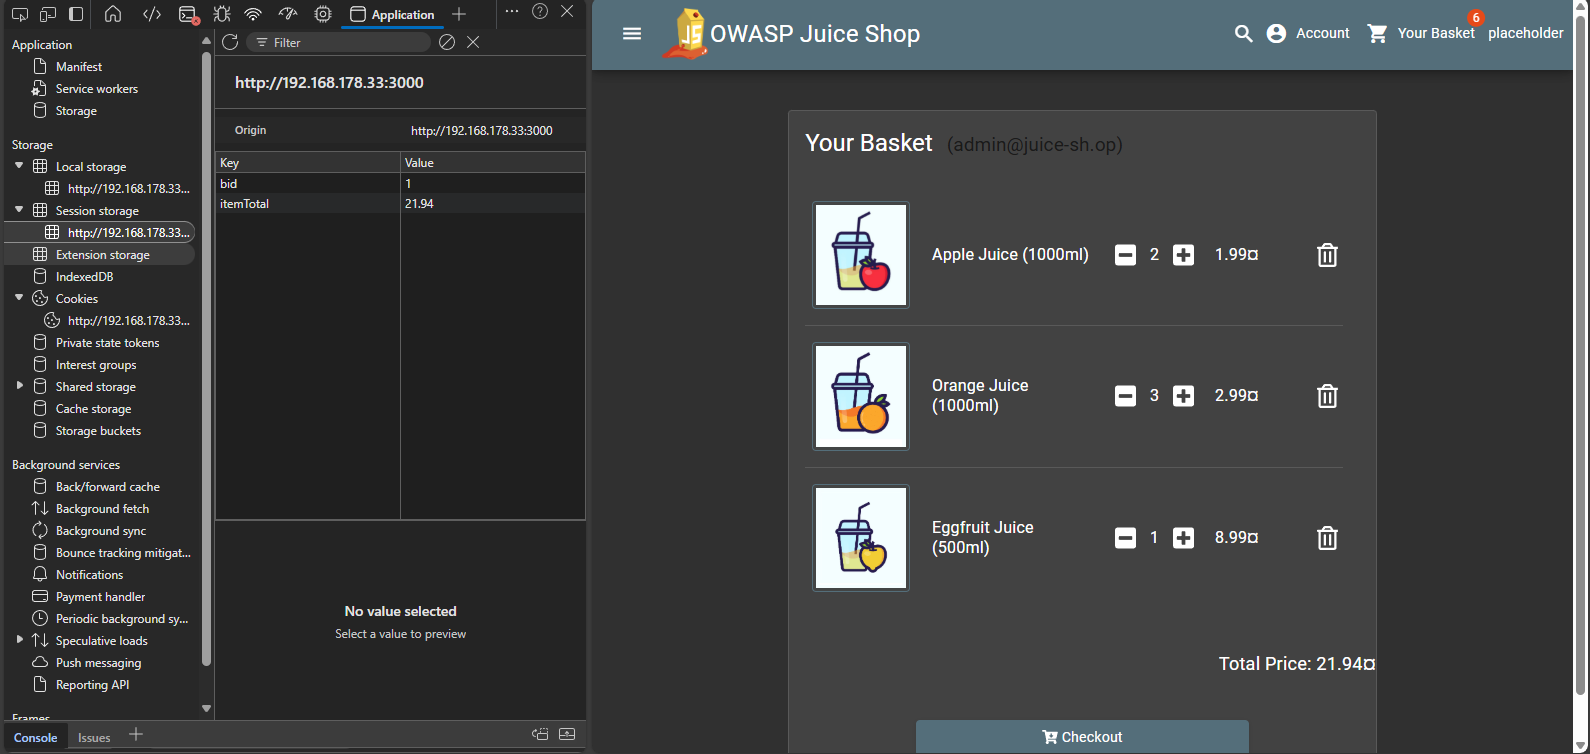 Application
Application
Manifest
Service workers
Storage
Storage
Local storage
http://192.168.178.33...
Session storage
http://192.168.178.33...
Extension storage
IndexedDB
Cookies
http://192.168.178.33...
Private state tokens
Interest groups
Shared storage
Cache storage
Storage buckets
Background services
Back/forward cache
Background fetch
Background sync
Bounce tracking mitigat...
Notifications
Payment handler
Periodic background sy...
Speculative loads
Push messaging
Reporting API
Frames
Filter
http://192.168.178.33:3000
Origin http://192.168.178.33:3000
Key Value
bid 1
itemTotal 21.94
No value selected
Select a value to preview
Console Issues
JS
OWASP Juice Shop
Account
6
Your Basket
placeholder
Your Basket (admin@juice-sh.op)
Apple Juice (1000ml) 2 1.99¤
Orange Juice
(1000ml)
3 2.99¤
Eggfruit Juice
(500ml)
1 8.99¤
Total Price: 21.94¤
Checkout